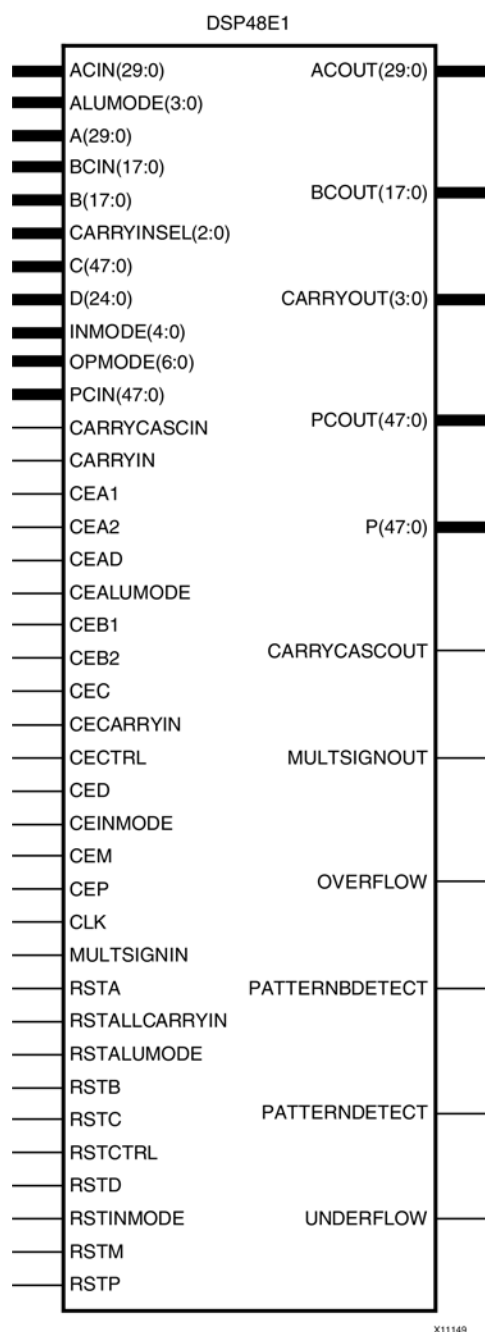 DSP48E1
ACIN(29:0)
ACOUT(29:0)
ALUMODE(3:0)
A(29:0)
BCIN(17:0)
BCOUT(17:0)
B(17:0)
CARRYINSEL(2:0)
C(47:0)
D(24:0)
CARRYOUT(3:0)
INMODE(4:0)
OPMODE(6:0)
PCIN(47:0)
PCOUT(47:0)
CARRYCASCIN
CARRYIN
CEA1
CEA2
P(47:0)
CEAD
CEALUMODE
CEB1
CEB2
CARRYCASCOUT
CEC
CECARRYIN
CECTRL
MULTSIGNOUT
CED
CEINMODE
CEM
CEP
OVERFLOW
CLK
MULTSIGNIN
RSTA
PATTERNBDETECT
RSTALLCARRYIN
RSTALUMODE
RSTB
RSTC
PATTERNDETECT
RSTCTRL
RSTD
RSTINMODE
UNDERFLOW
RSTM
RSTP
X11149